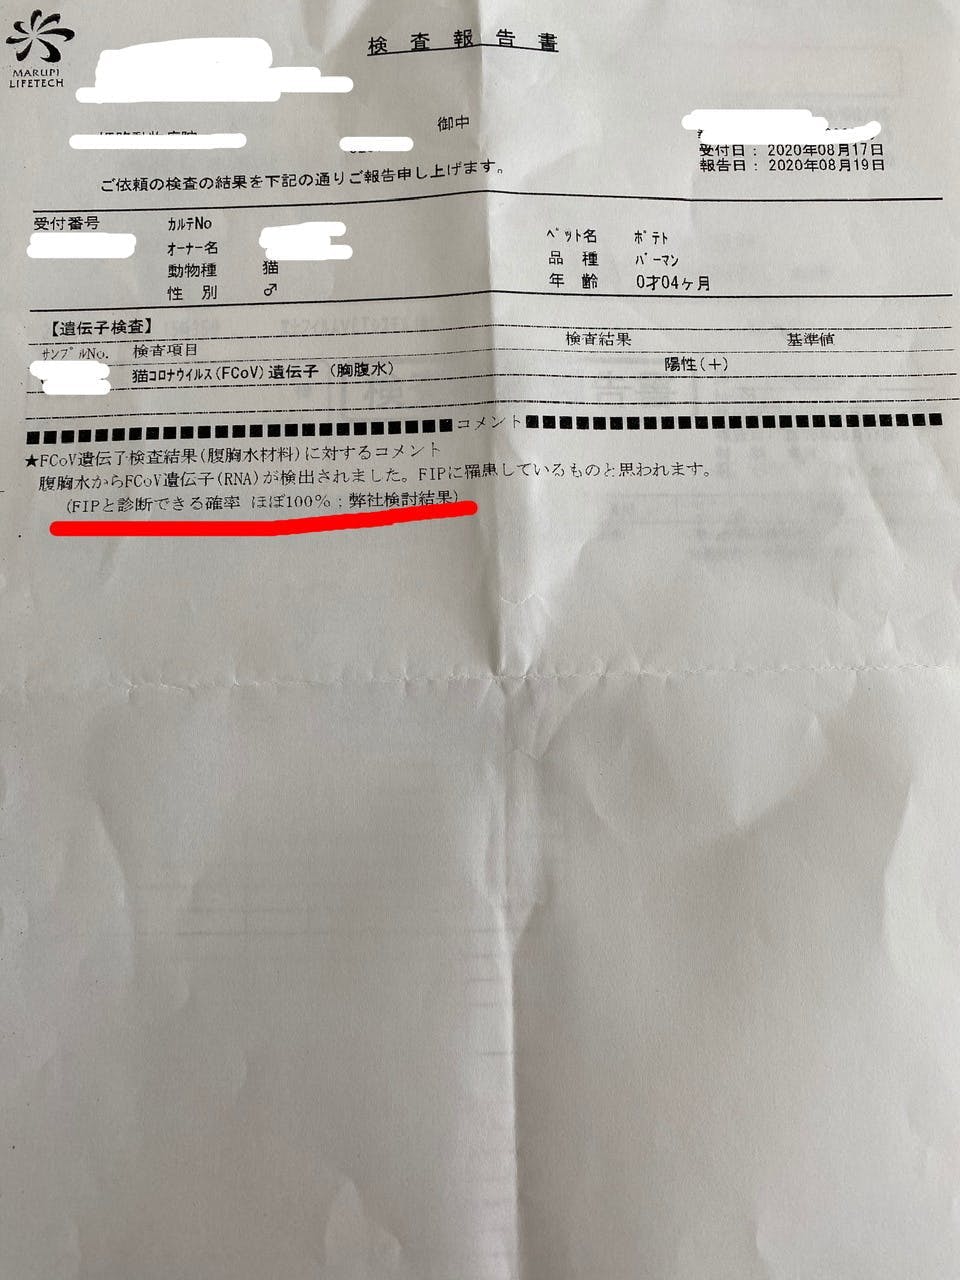 検査報告書
MARUPI
LIFETECH
御中
受付日： 2020年08月17日
報告日： 2020年08月19日
ご依頼の検査の結果を下記の通りご報告申し上げます。
受付番号 ｶﾙﾃNo
ｵｰﾅｰ名 ﾍﾟｯﾄ名 ﾎﾟﾃﾄ
動物種 猫 品種 ﾊﾞｰﾏﾝ
性別 ♂ 年齢 0才04ヶ月
【遺伝子検査】
ｻﾝﾌﾟﾙNo. 検査項目 検査結果 基準値
猫ｺﾛﾅｳｲﾙｽ(FCoV)遺伝子（胸腹水） 陽性(＋)
コメント
★FCoV遺伝子検査結果(腹胸水材料)に対するコメント
腹胸水からFCoV遺伝子(RNA)が検出されました。FIPに罹患しているものと思われます。
(FIPと診断できる確率 ほぼ100%；弊社検討結果)